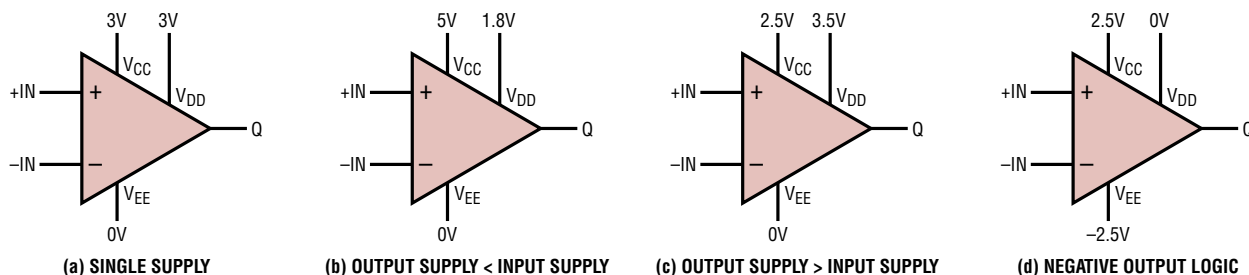 3V 3V 5V 1.8V 2.5V 3.5V 2.5V 0V
VCC VCC VCC VCC
+IN + VDD +IN + VDD +IN + VDD +IN + VDD
Q Q Q Q
–IN – –IN – –IN – –IN –
VEE VEE VEE VEE
0V 0V 0V –2.5V
(a) SINGLE SUPPLY (b) OUTPUT SUPPLY < INPUT SUPPLY (c) OUTPUT SUPPLY > INPUT SUPPLY (d) NEGATIVE OUTPUT LOGIC